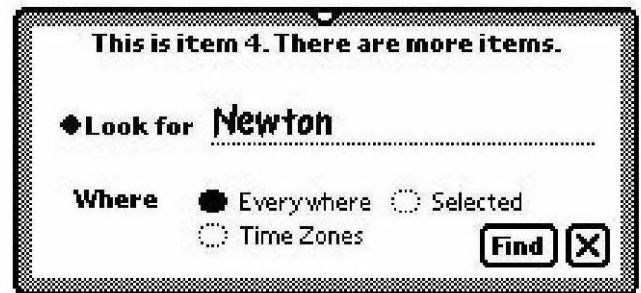 This is item 4. There are more items.
Look for Newton
Where Everywhere Selected
Time Zones
Find X